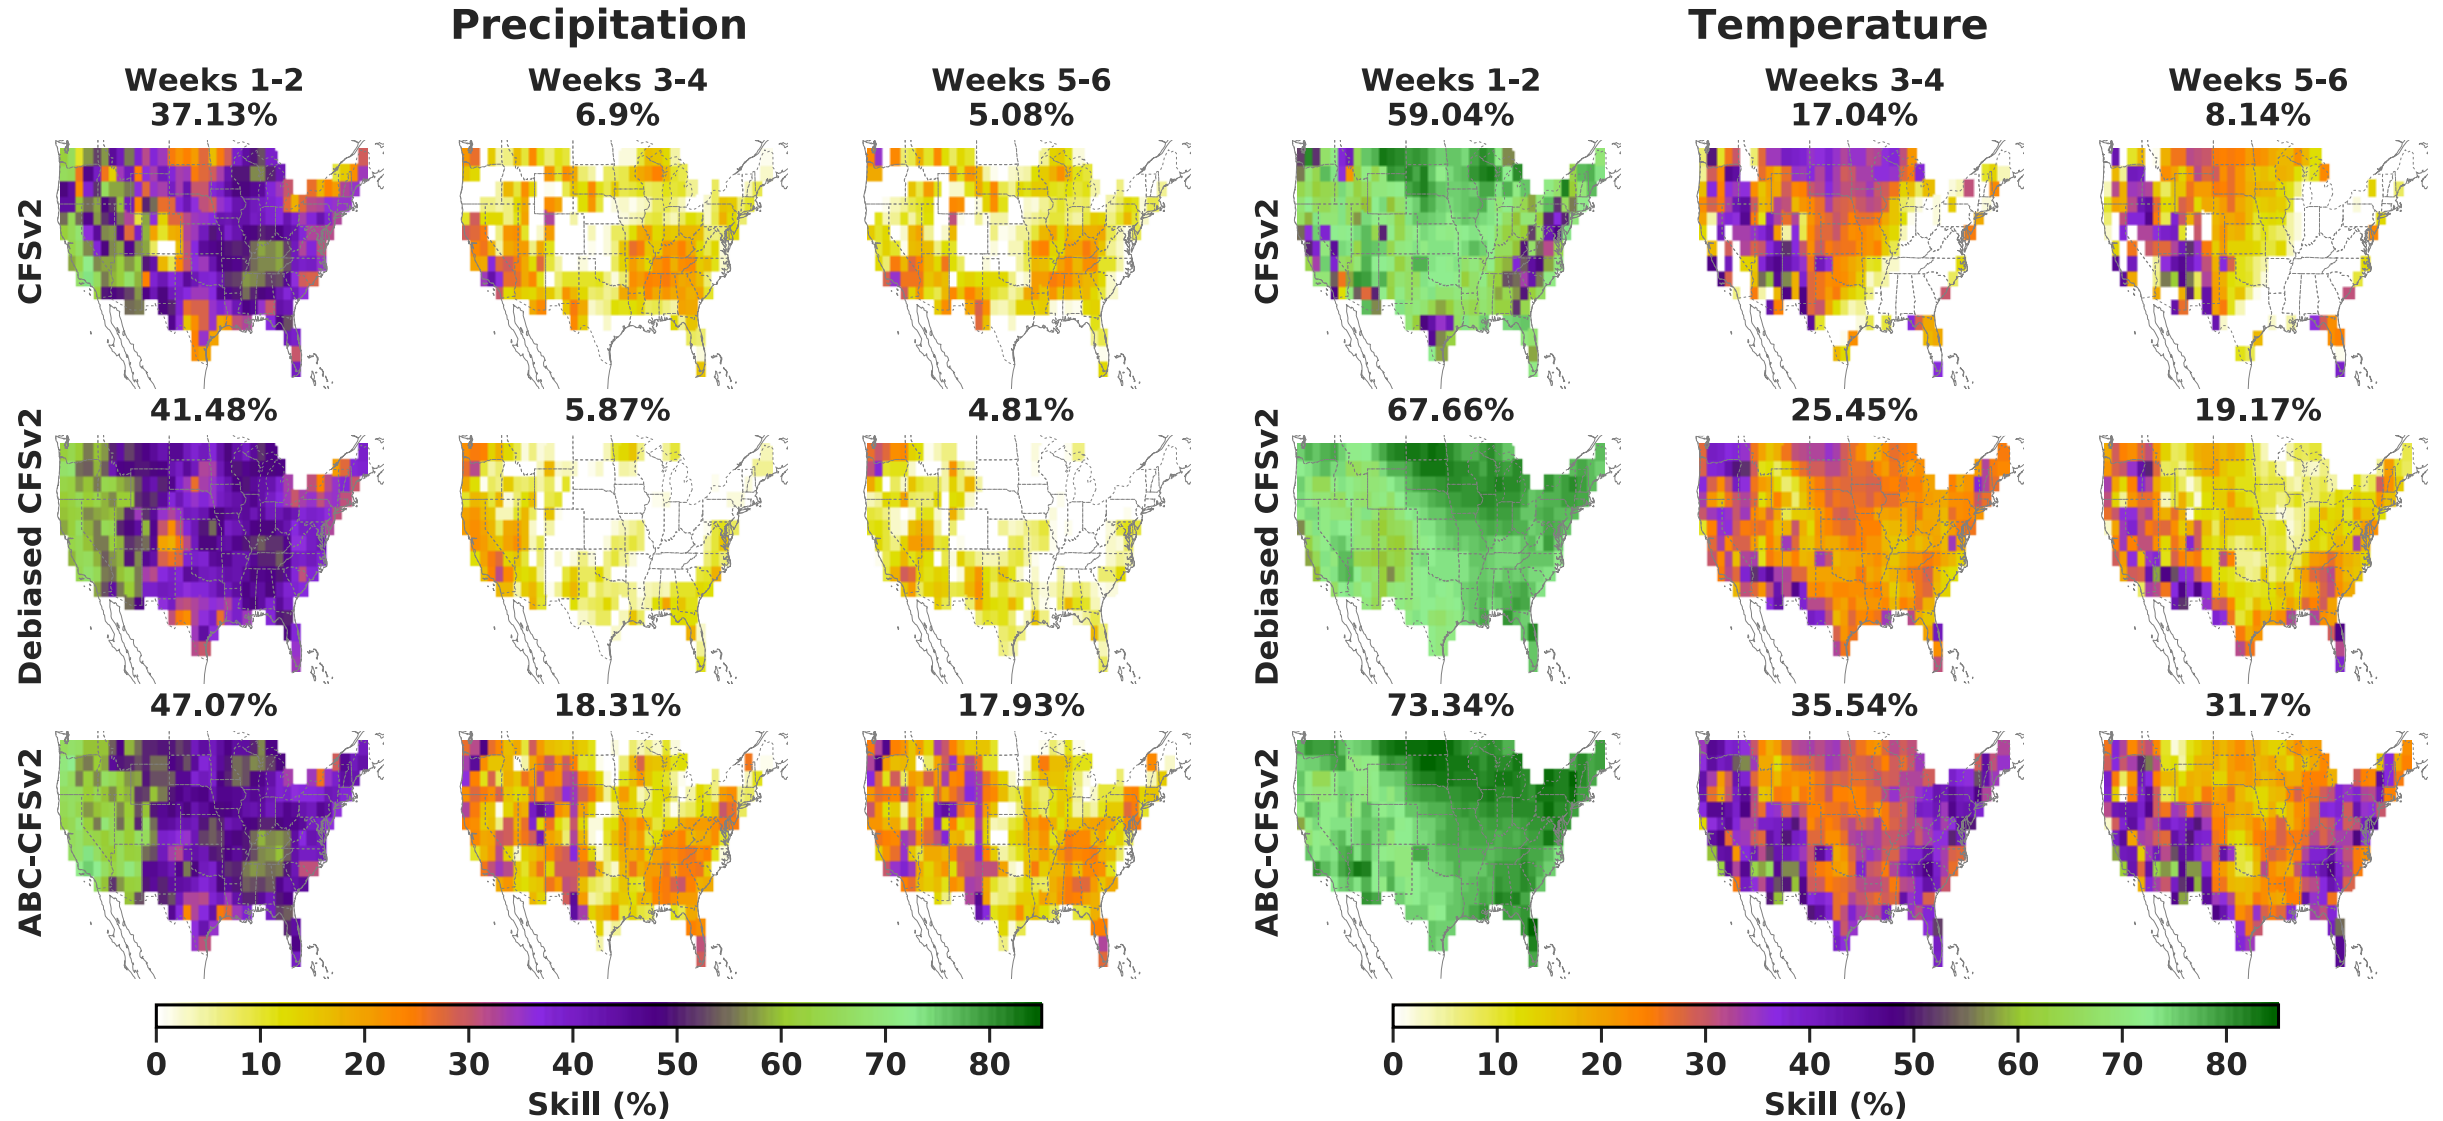 Precipitation
Temperature
Weeks 1-2
Weeks 3-4
Weeks 5-6
Weeks 1-2
Weeks 3-4
Weeks 5-6
37.13%
6.9%
5.08%
59.04%
17.04%
8.14%
CFSv2
CFSv2
41.48%
5.87%
4.81%
67.66%
25.45%
19.17%
Debiased CFSv2
Debiased CFSv2
47.07%
18.31%
17.93%
73.34%
35.54%
31.7%
ABC-CFSv2
ABC-CFSv2
0 10 20 30 40 50 60 70 80
0 10 20 30 40 50 60 70 80
Skill (%)
Skill (%)